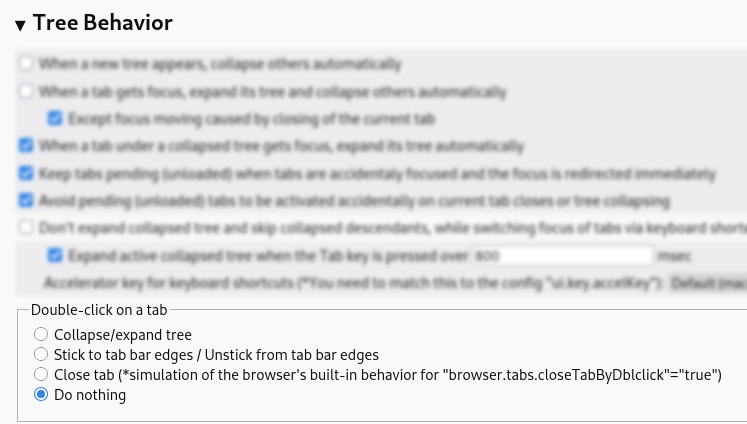 Tree Behavior
When a new tree appears, collapse others automatically
When a tab gets focus, expand its tree and collapse others automatically
Except focus moving caused by closing of the current tab
When a tab under a collapsed tree gets focus, expand its tree automatically
Keep tabs pending (unloaded) when tabs are accidentaly focused and the focus is redirected immediately
Avoid pending (unloaded) tabs to be activated accidentally on current tab closes or tree collapsing
Don't expand collapsed tree and skip collapsed descendants, while switching focus of tabs via keyboard
Expand active collapsed tree when the Tab key is pressed over 800 msec
Accelerator key for keyboard shortcuts (*You need to match this to the config "ui.key.accelKey"): Default
Double-click on a tab
Collapse/expand tree
Stick to tab bar edges / Unstick from tab bar edges
Close tab (*simulation of the browser's built-in behavior for "browser.tabs.closeTabByDblclick"="true")
Do nothing